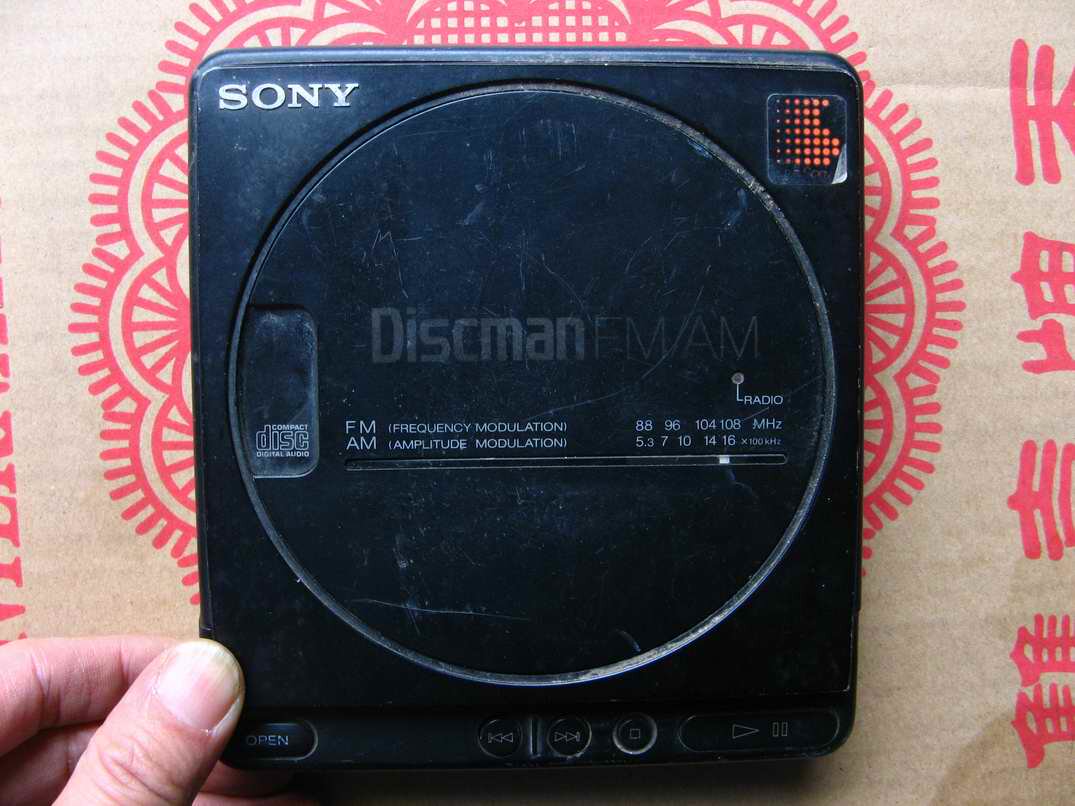 SONY
Discman FM/AM
RADIO
FM (FREQUENCY MODULATION) 88 96 104 108 MHz
AM (AMPLITUDE MODULATION) 5.3 7 10 14 16 ×100 kHz
COMPACT
disc
DIGITAL AUDIO
OPEN